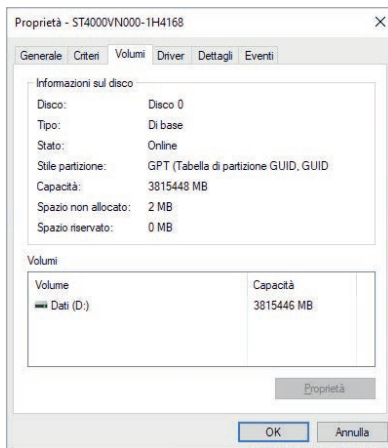 Proprietà - ST4000VN000-1H4168
Generale Criteri Volumi Driver Dettagli Eventi
Informazioni sul disco
Disco: Disco 0
Tipo: Di base
Stato: Online
Stile partizione: GPT (Tabella di partizione GUID, GUID
Capacità: 3815448 MB
Spazio non allocato: 2 MB
Spazio riservato: 0 MB
Volumi
Volume Capacità
Dati (D:) 3815446 MB
Proprietà
OK Annulla